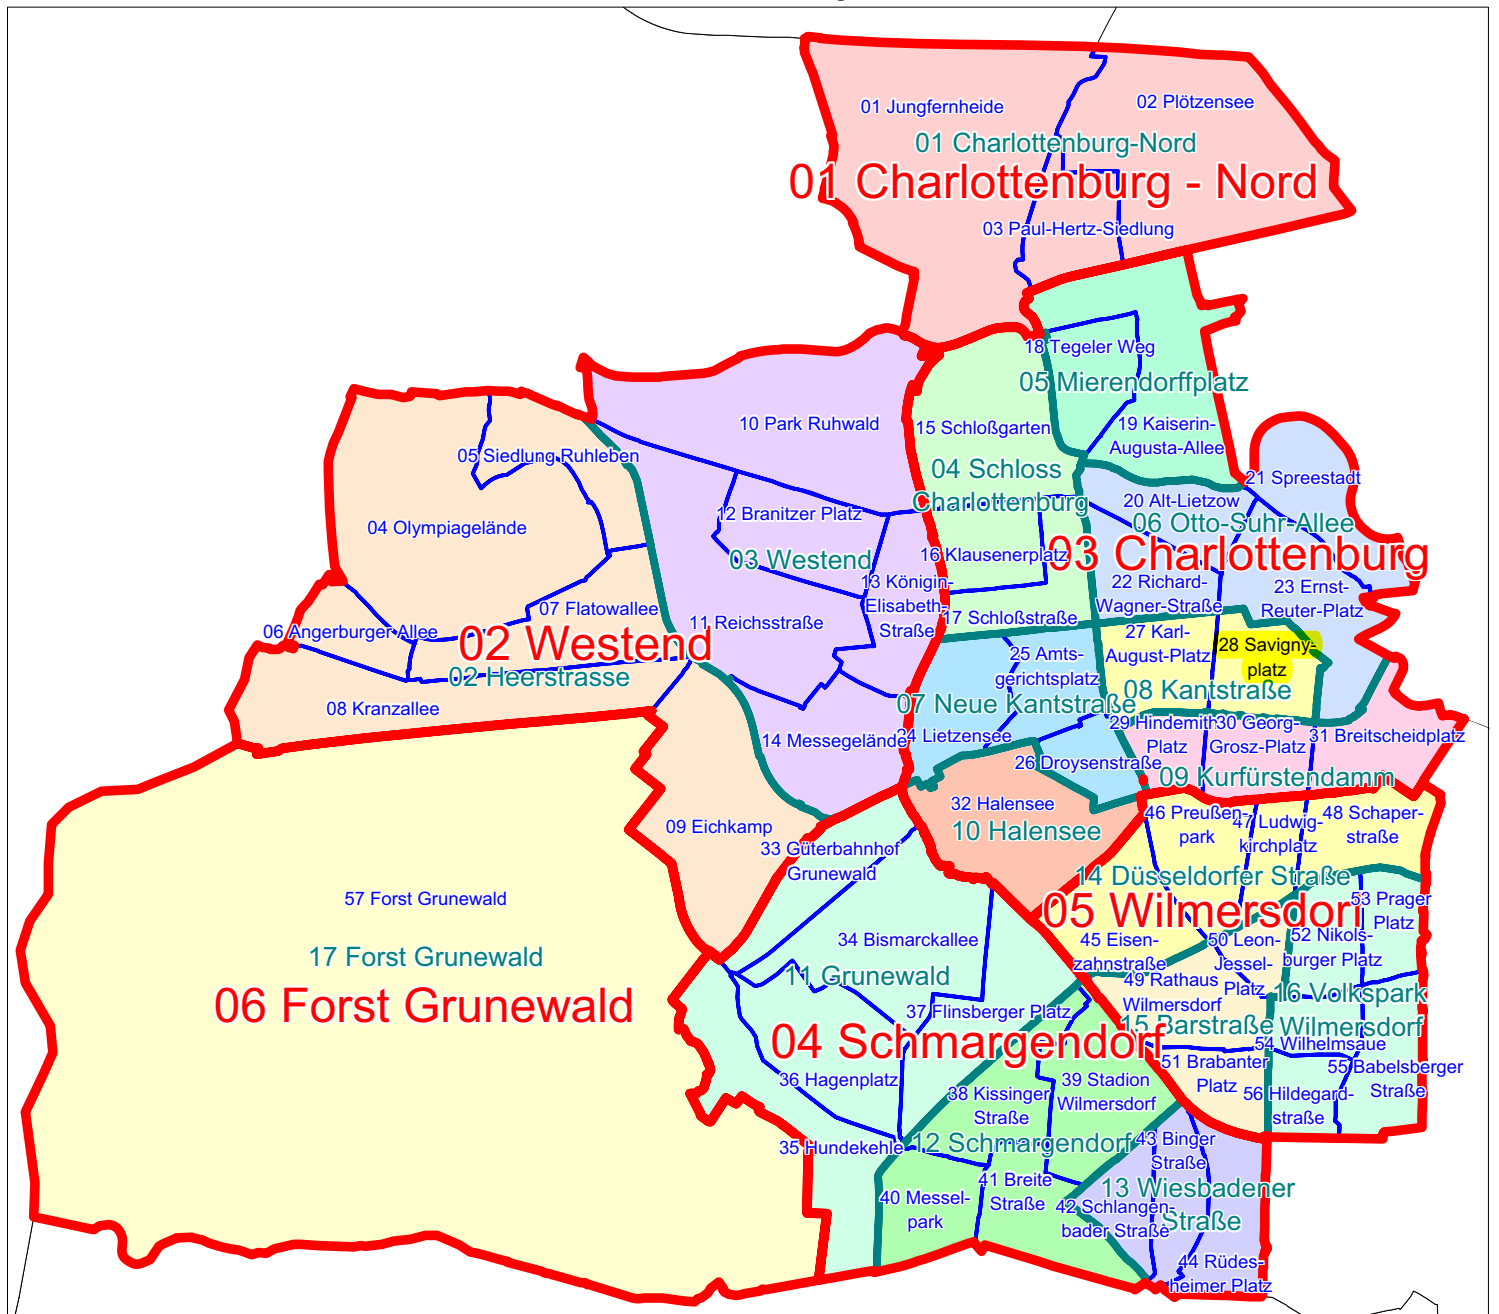 01 Jungfernheide
02 Plötzensee
01 Charlottenburg-Nord
01 Charlottenburg - Nord
03 Paul-Hertz-Siedlung
18 Tegeler Weg
05 Mierendorffplatz
19 Kaiserin-
Augusta-Allee
10 Park Ruhwald
15 Schloßgarten
04 Schloss
Charlottenburg
05 Siedlung Ruhleben
04 Olympiagelände
12 Branitzer Platz
03 Westend
13 Königin-
Elisabeth-
Straße
16 Klausenerplatz
17 Schloßstraße
21 Spreestadt
20 Alt-Lietzow
06 Otto-Suhr-Allee
03 Charlottenburg
22 Richard-
Wagner-Straße
23 Ernst-
Reuter-Platz
07 Flatowallee
06 Angerburger Allee
02 Westend
02 Heerstrasse
08 Kranzallee
11 Reichsstraße
14 Messegelände
25 Amts-
gerichtsplatz
07 Neue Kantstraße
24 Lietzensee
26 Droysenstraße
27 Karl-
August-Platz
28 Savigny-
platz
08 Kantstraße
29 Hindemith-
Platz
30 Georg-
Grosz-Platz
31 Breitscheidplatz
09 Kurfürstendamm
09 Eichkamp
32 Halensee
10 Halensee
33 Güterbahnhof
Grunewald
46 Preußen-
park
47 Ludwig-
kirchplatz
48 Schaper-
straße
14 Düsseldorfer Straße
05 Wilmersdorf
53 Prager
Platz
45 Eisen-
zahnstraße
50 Leon-
Jessel-
Platz
52 Nikols-
burger Platz
49 Rathaus
Wilmersdorf
16 Volkspark
Wilmersdorf
15 Barstraße
54 Wilhelmsaue
51 Brabanter
Platz
55 Babelsberger
Straße
56 Hildegard-
straße
57 Forst Grunewald
17 Forst Grunewald
06 Forst Grunewald
34 Bismarckallee
11 Grunewald
37 Flinsberger Platz
04 Schmargendorf
36 Hagenplatz
38 Kissinger
Straße
39 Stadion
Wilmersdorf
35 Hundekehle
12 Schmargendorf
43 Binger
Straße
40 Messel-
park
41 Breite
Straße
13 Wiesbadener
Straße
42 Schlangen-
bader Straße
44 Rüdes-
heimer Platz